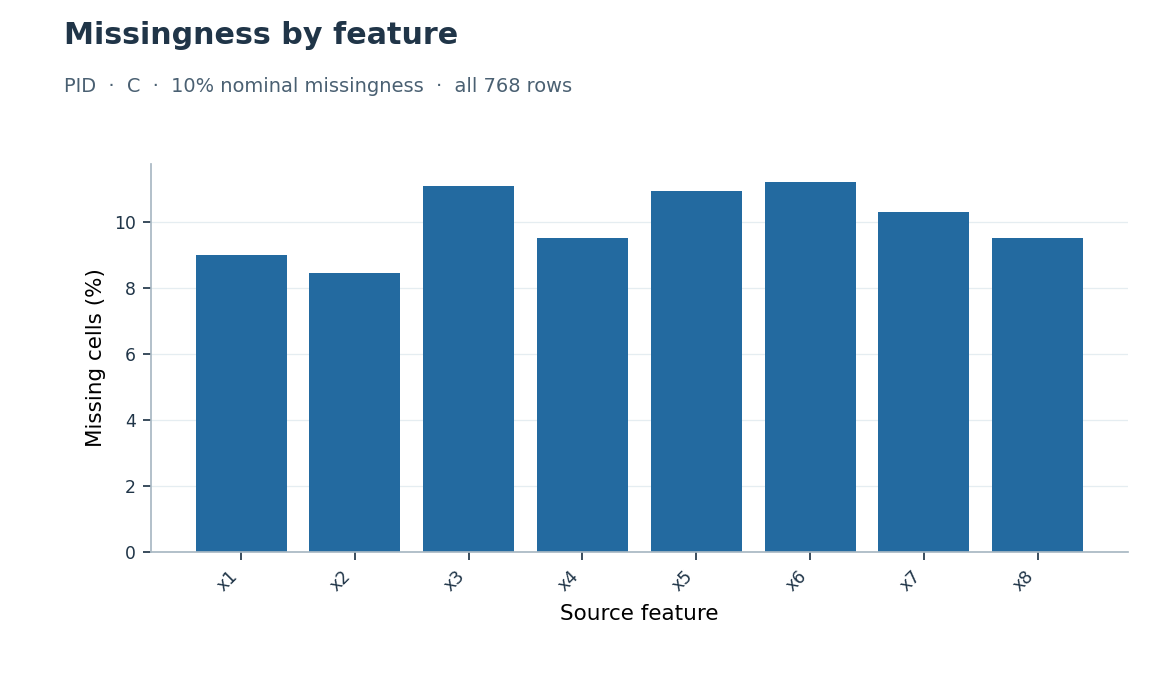 Missingness by feature
PID · C · 10% nominal missingness · all 768 rows
Missing cells (%)
10
8
6
4
2
0
x1 x2 x3 x4 x5 x6 x7 x8
Source feature